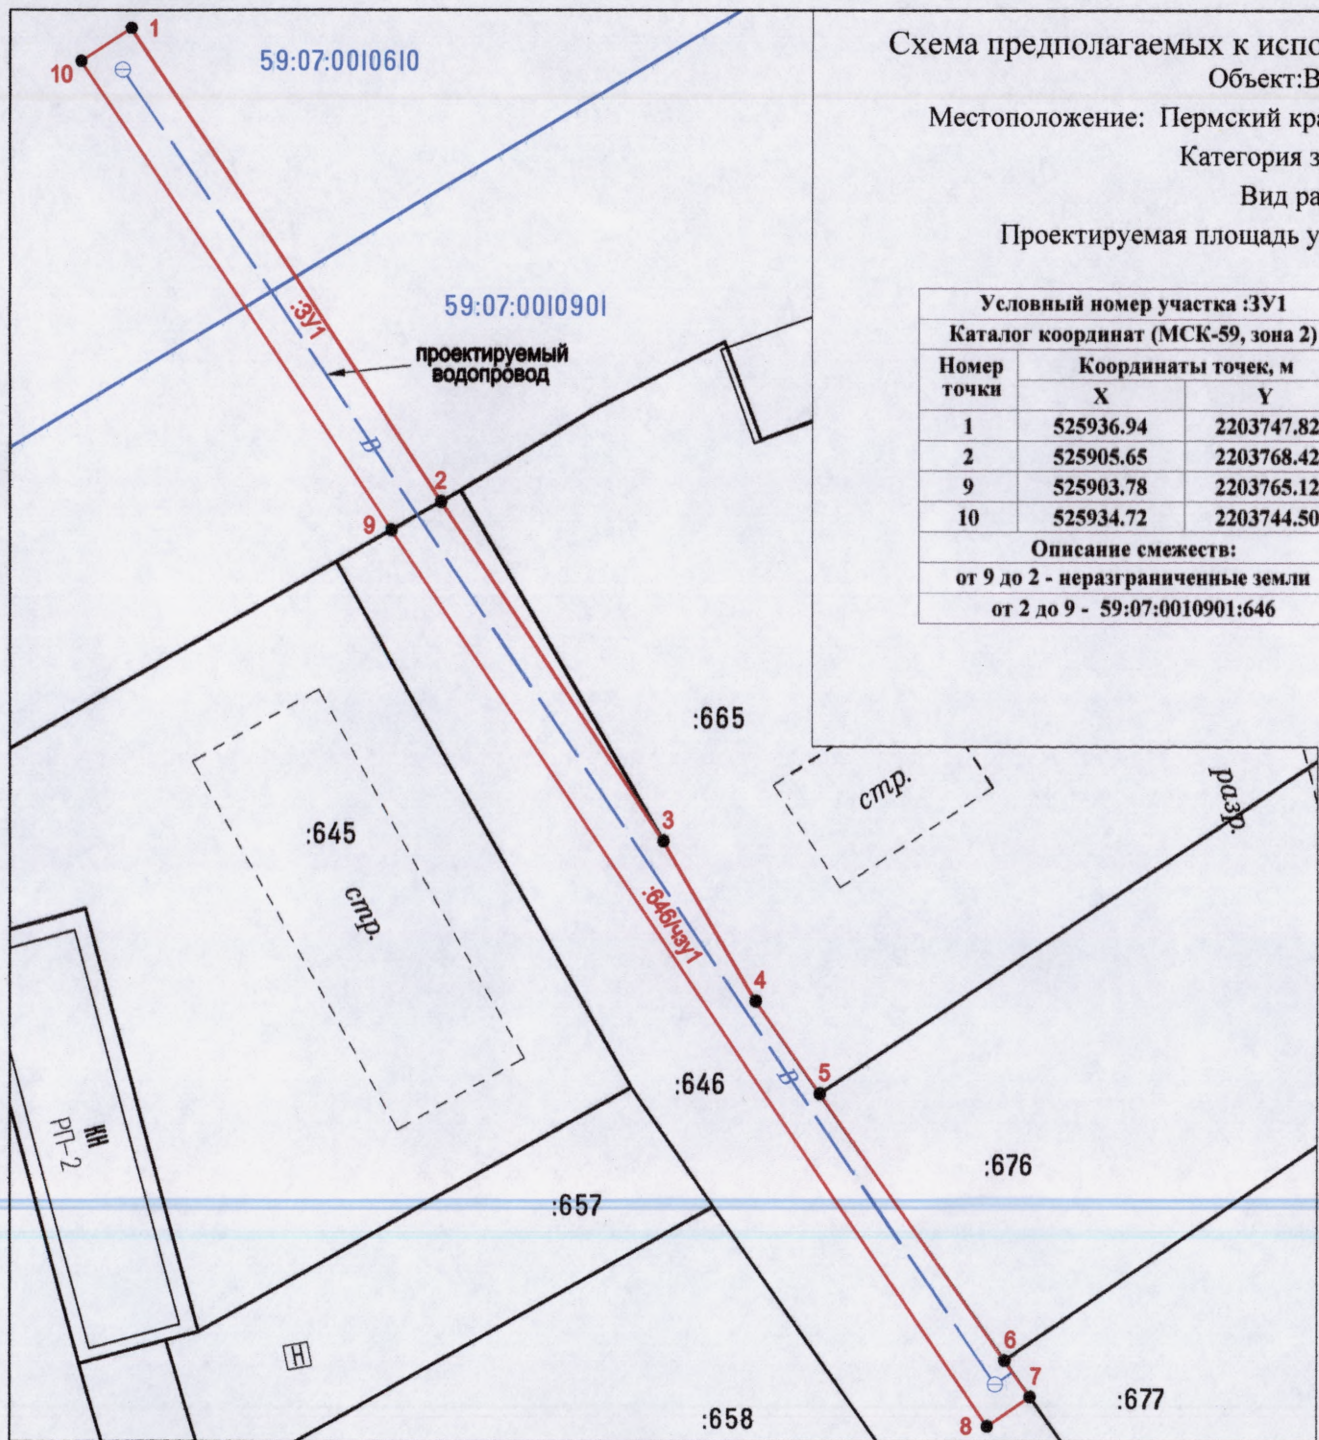 Схема предполагаемых к испо
Объект:В
Местоположение: Пермский кра
Категория з
Вид ра
Проектируемая площадь у
Условный номер участка :ЗУ1
Каталог координат (МСК-59, зона 2)
Номер точки Координаты точек, м
X Y
1 525936.94 2203747.82
2 525905.65 2203768.42
9 525903.78 2203765.12
10 525934.72 2203744.50
Описание смежеств:
от 9 до 2 - неразграниченные земли
от 2 до 9 - 59:07:0010901:646
1
10
59:07:0010610
:ЗУ1
59:07:0010901
проектируемый
водопровод
В
2
9
:665
3
стр.
разр.
:645
стр.
:646/чзу1
4
5
В
:646
:676
КН
РП-2
:657
6
7
Н
:677
:658
8